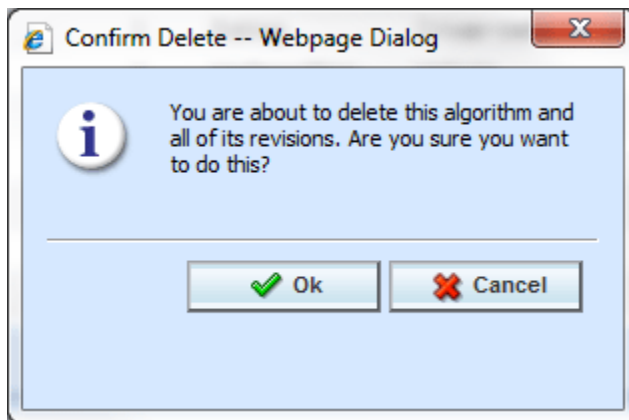 Confirm Delete -- Webpage Dialog
You are about to delete this algorithm and
all of its revisions. Are you sure you want
to do this?
Ok
Cancel